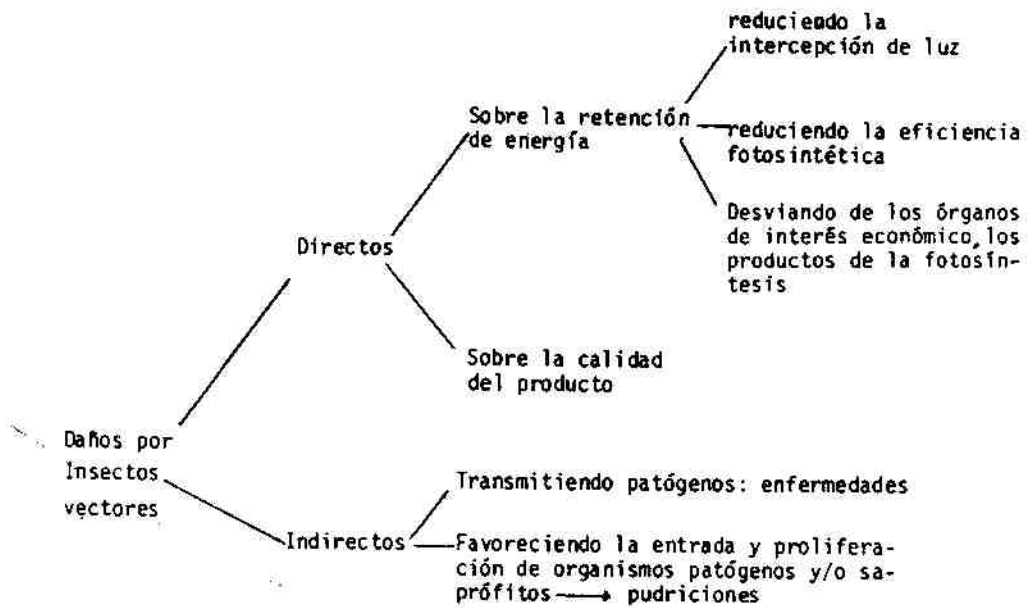 reduciendo la
intercepción de luz
Sobre la retención
de energía
reduciendo la eficiencia
fotosintética
Desviando de los órganos
de interés económico, los
productos de la fotosín-
tesis
Directos
Sobre la calidad
del producto
Daños por
Insectos
vectores
Transmitiendo patógenos: enfermedades
Indirectos
Favoreciendo la entrada y prolifera-
ción de organismos patógenos y/o sa-
prófitos → pudriciones